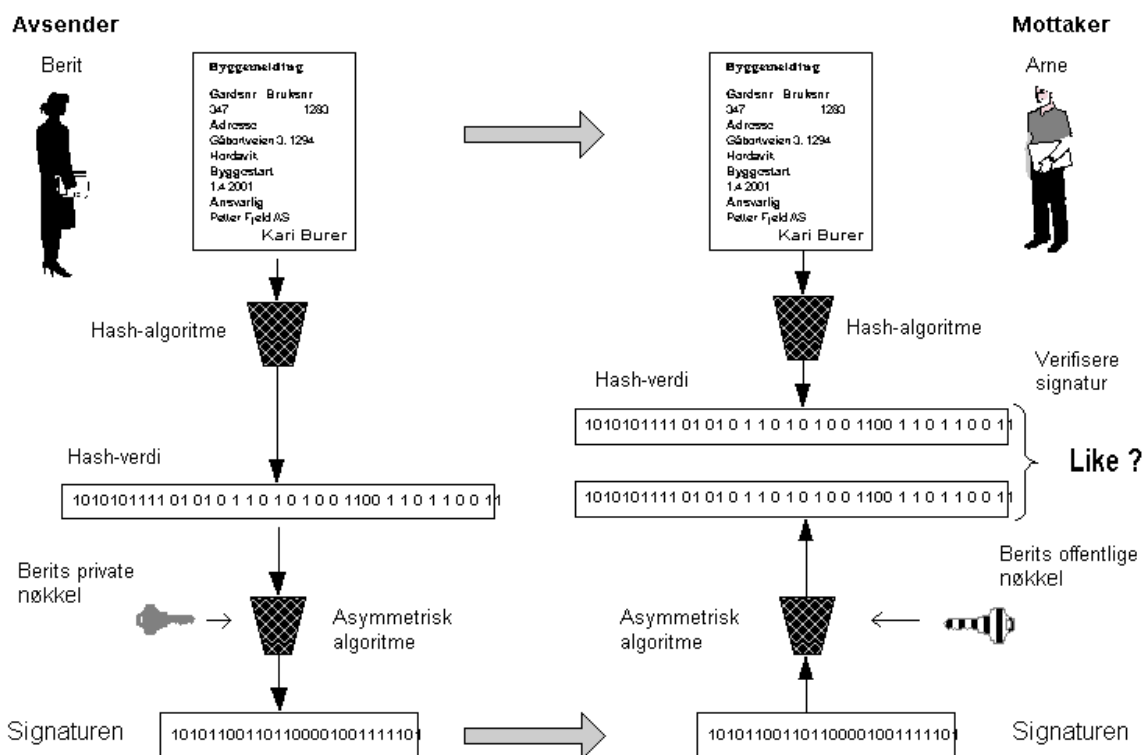 Avsender
Mottaker
Berit
Arne
Byggemelding
Gardsnr Bruksnr
347 1283
Adresse
3, 1294
Hordavik
Byggestart
1.4 2001
Ansvarlig
Petter Fjeld AS
Kari Burer
Byggemelding
Gardsnr Bruksnr
347 1283
Adresse
3, 1294
Hordavik
Byggestart
1.4 2001
Ansvarlig
Petter Fjeld AS
Kari Burer
Hash-algoritme
Hash-algoritme
Verifisere
signatur
Hash-verdi
1010101111 01 01 0 1 1 0 1 0 1 0 0 1100 1 1 0 1 1 0 0 11
Like ?
Hash-verdi
1010101111 01 01 0 1 1 0 1 0 1 0 0 1100 1 1 0 1 1 0 0 11
1010101111 01 01 0 1 1 0 1 0 1 0 0 1100 1 1 0 1 1 0 0 11
Berits private
nøkkel
Asymmetrisk
algoritme
Asymmetrisk
algoritme
Berits offentlige
nøkkel
Signaturen
1010110011011000010011111101
1010110011011000010011111101
Signaturen